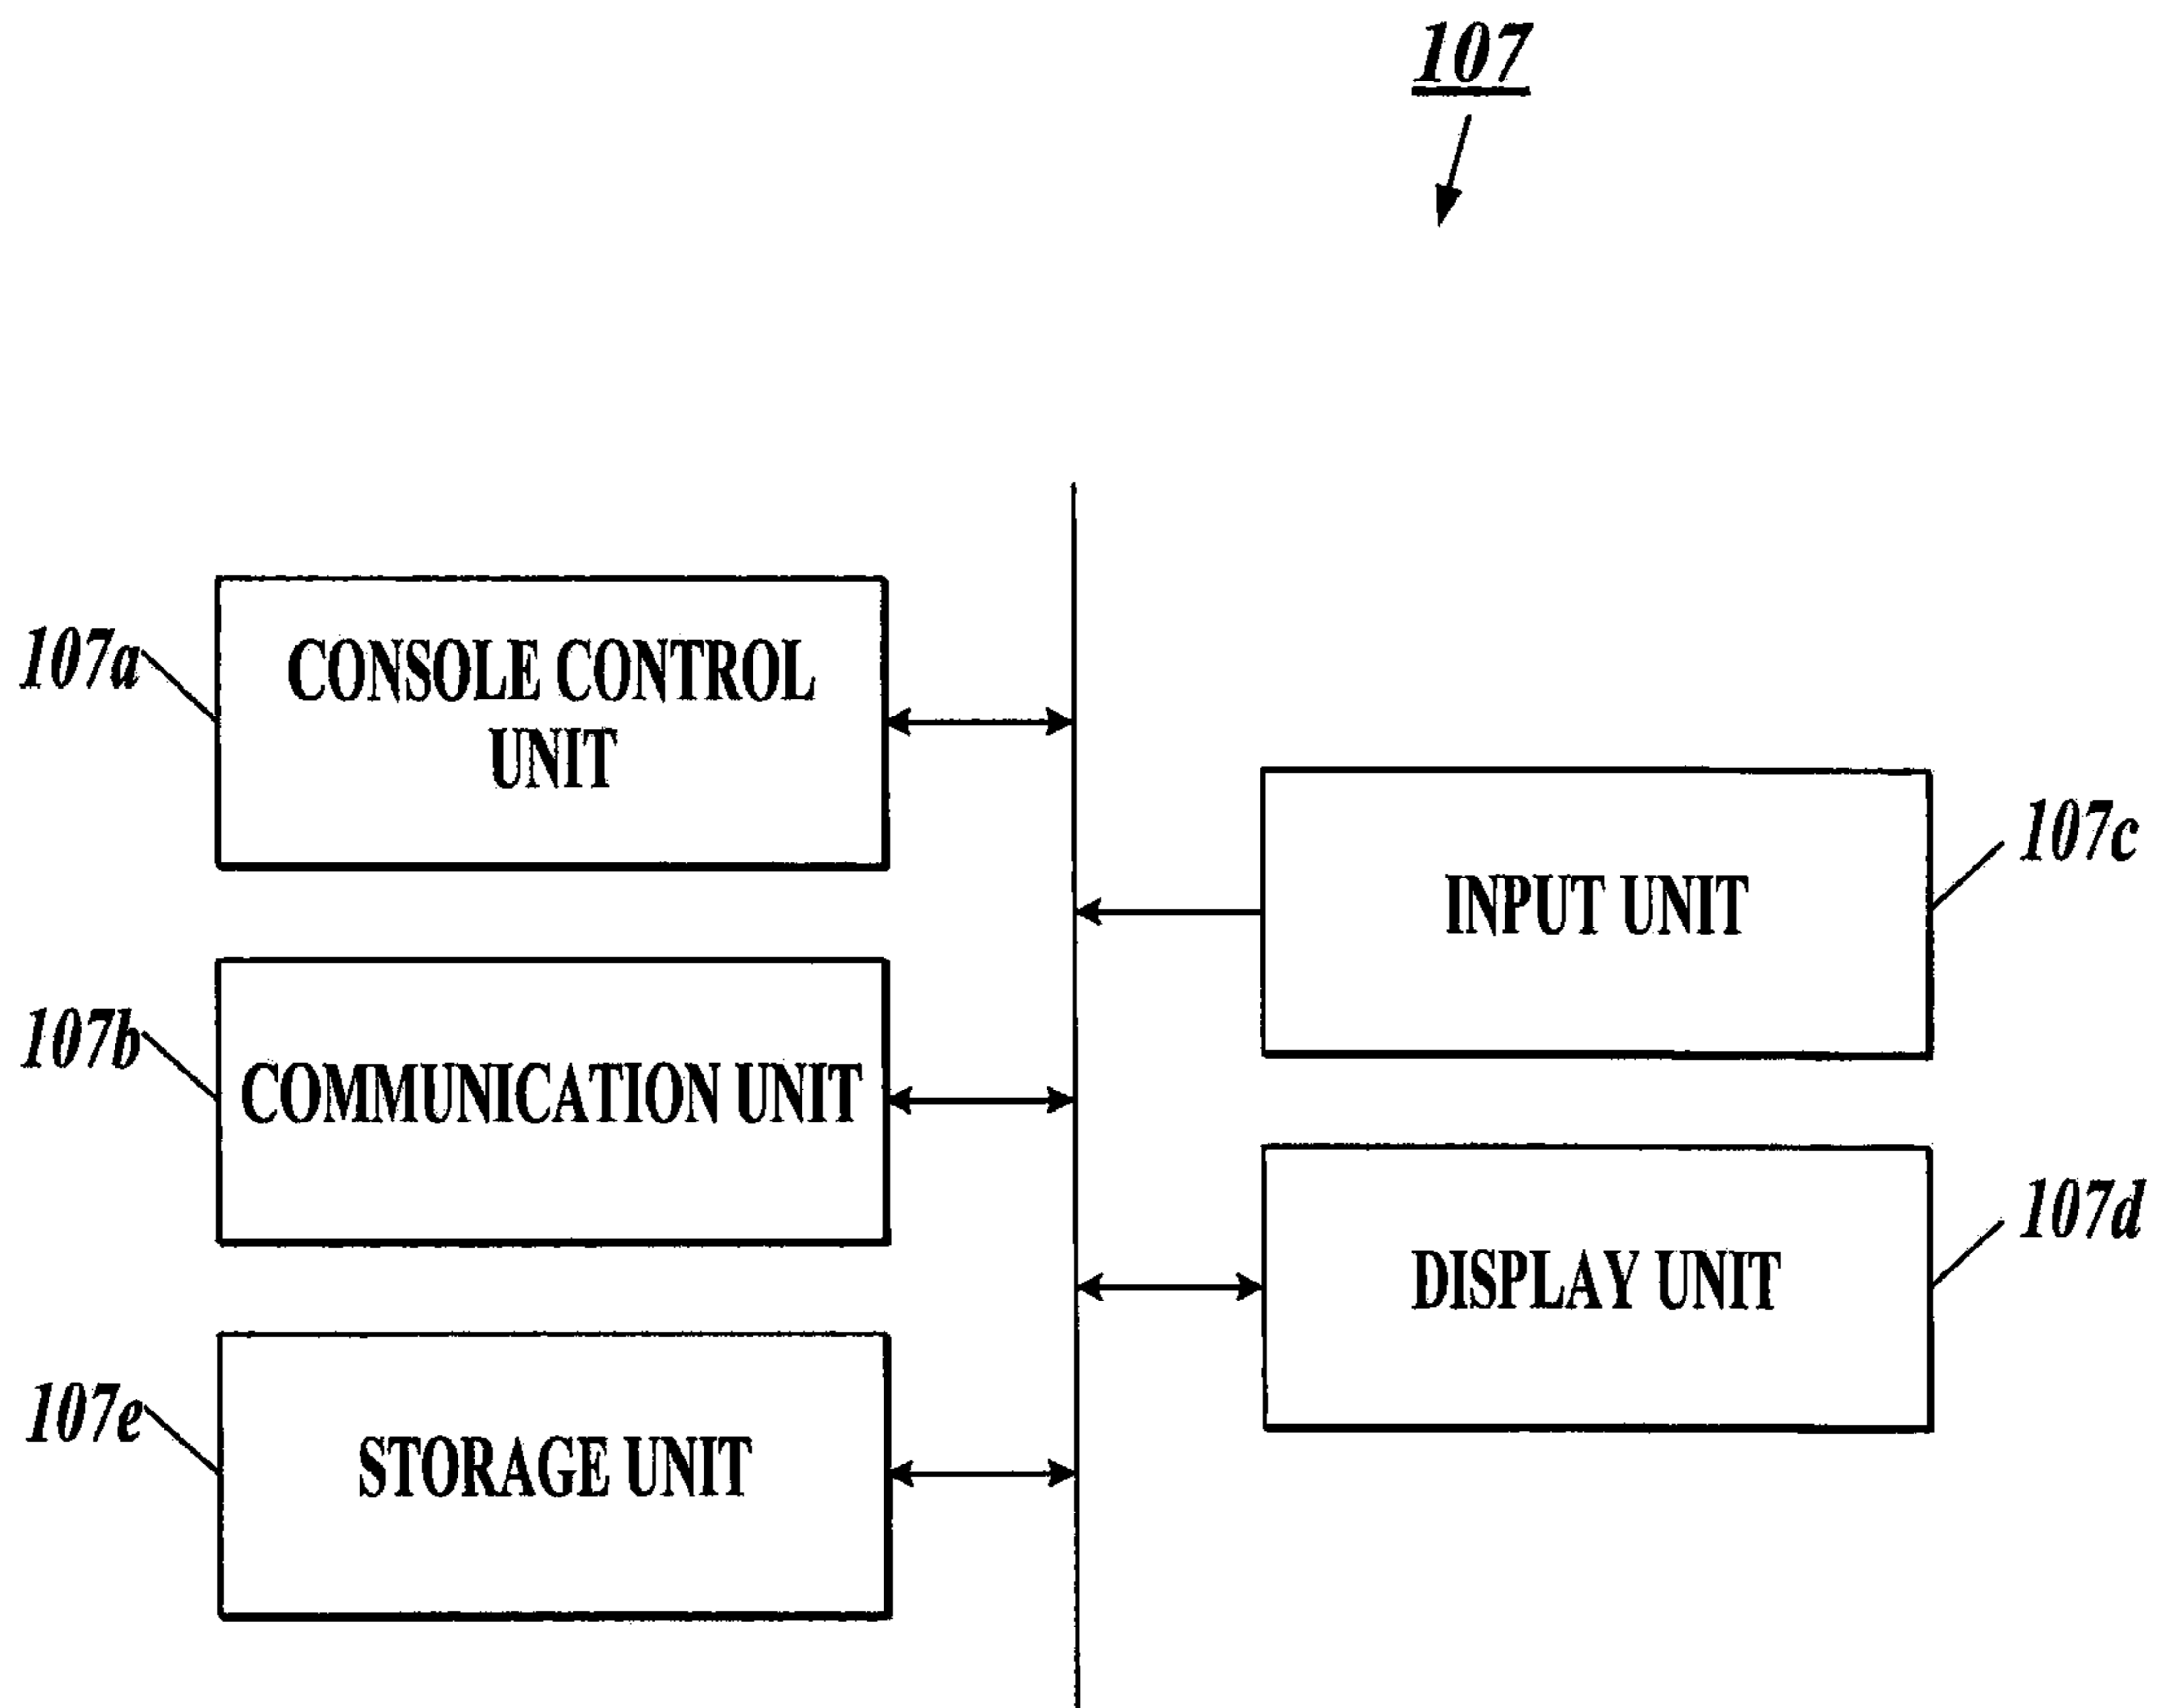 107
107a
CONSOLE CONTROL
UNIT
107c
INPUT UNIT
107b
COMMUNICATION UNIT
107d
DISPLAY UNIT
107e
STORAGE UNIT